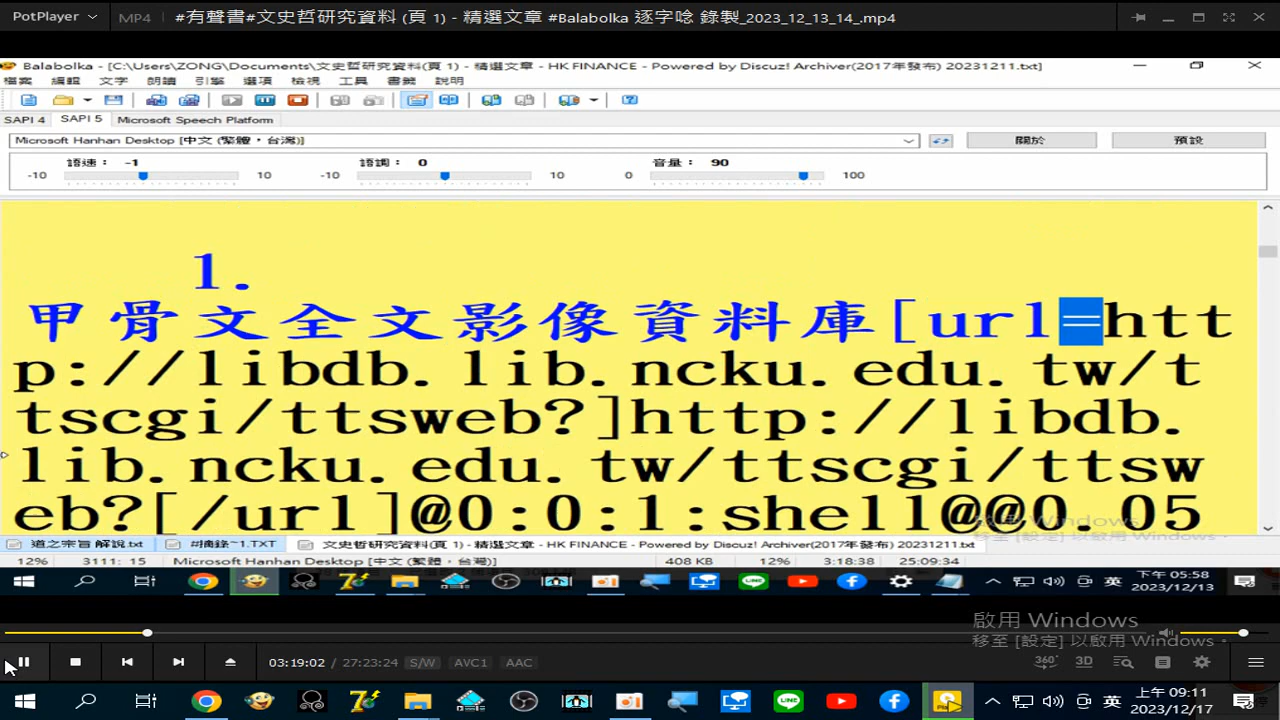 PotPlayer MP4 #有聲書#文史哲研究資料 (頁 1) - 精選文章 #Balabolka 逐字唸 錄製_2023_12_13_14_.mp4
Balabolka - [C:\Users\ZONG\Documents\文史哲研究資料(頁 1) - 精選文章 - HK FINANCE - Powered by Discuz! Archiver(2017年發布) 20231211.txt]
檔案 編輯 文字 朗讀 引擎 選項 檢視 工具 書籤 說明
SAPI 4 SAPI 5 Microsoft Speech Platform
Microsoft Hanhan Desktop [中文 (繁體，台灣)] 關於 預設
語速： -1 語調： 0 音量： 90
-10 10 -10 10 0 100
1.
甲骨文全文影像資料庫[url=htt
p://libdb.lib.ncku.edu.tw/t
tscgi/ttsweb?]http://libdb.
lib.ncku.edu.tw/ttscgi/ttsw
eb?[/url]@0:0:1:shell@@0.05
啟用 Windows
移至 [設定] 以啟用 Windows。
道之宗旨 解說.txt #摘錄~1.TXT 文史哲研究資料(頁 1) - 精選文章 - HK FINANCE - Powered by Discuz! Archiver(2017年發布) 20231211.txt
12% 3111: 15 Microsoft Hanhan Desktop [中文 (繁體，台灣)] 408 KB 12% 3:18:38 25:09:34
英 下午 05:58
2023/12/13
啟用 Windows
移至 [設定] 以啟用 Windows。
03:19:02 / 27:23:24 S/W AVC1 AAC 360° 3D
英 上午 09:11
2023/12/17